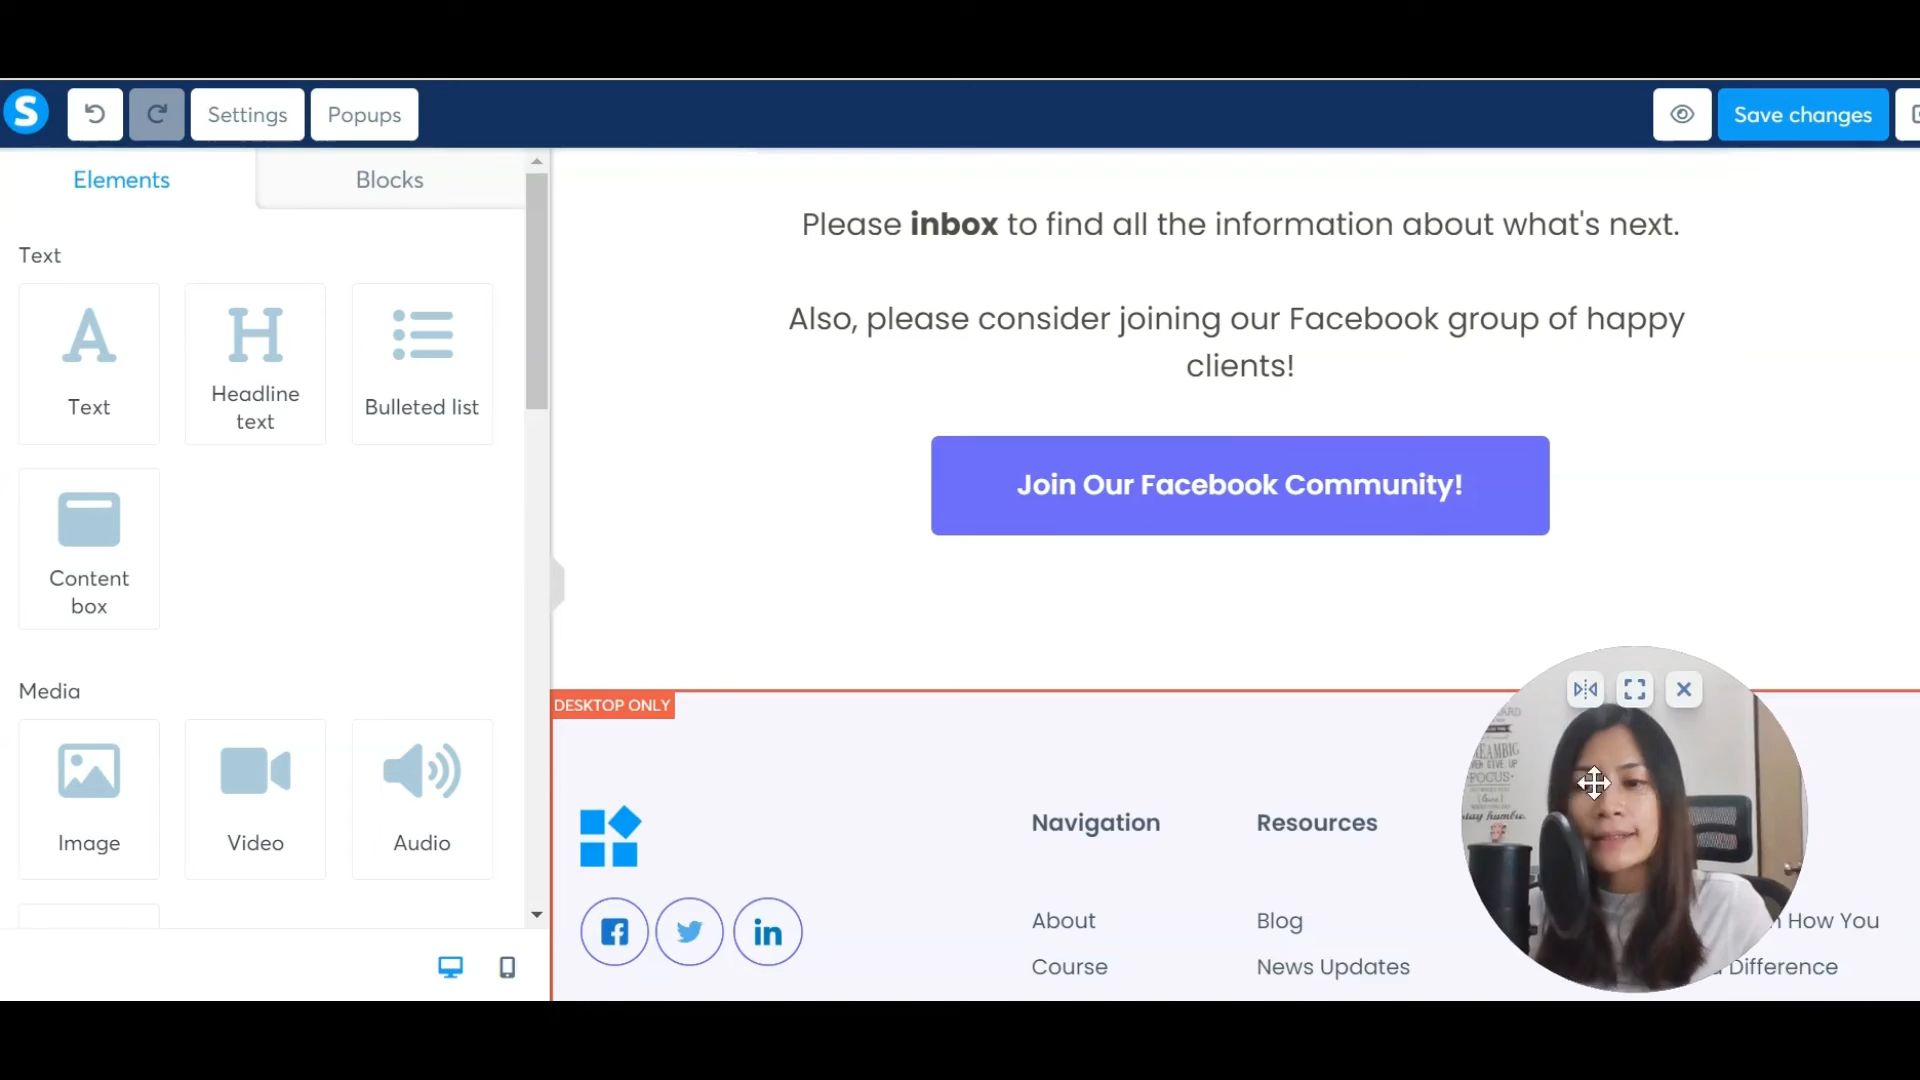 S
Settings
Popups
Save changes
Elements
Blocks
Text
Text
Headline
text
Bulleted list
Content
box
Media
Image
Video
Audio
Please inbox to find all the information about what's next.
Also, please consider joining our Facebook group of happy
clients!
Join Our Facebook Community!
DESKTOP ONLY
Navigation
Resources
About
Blog
How You
Course
News Updates
Difference
in
FOCUS